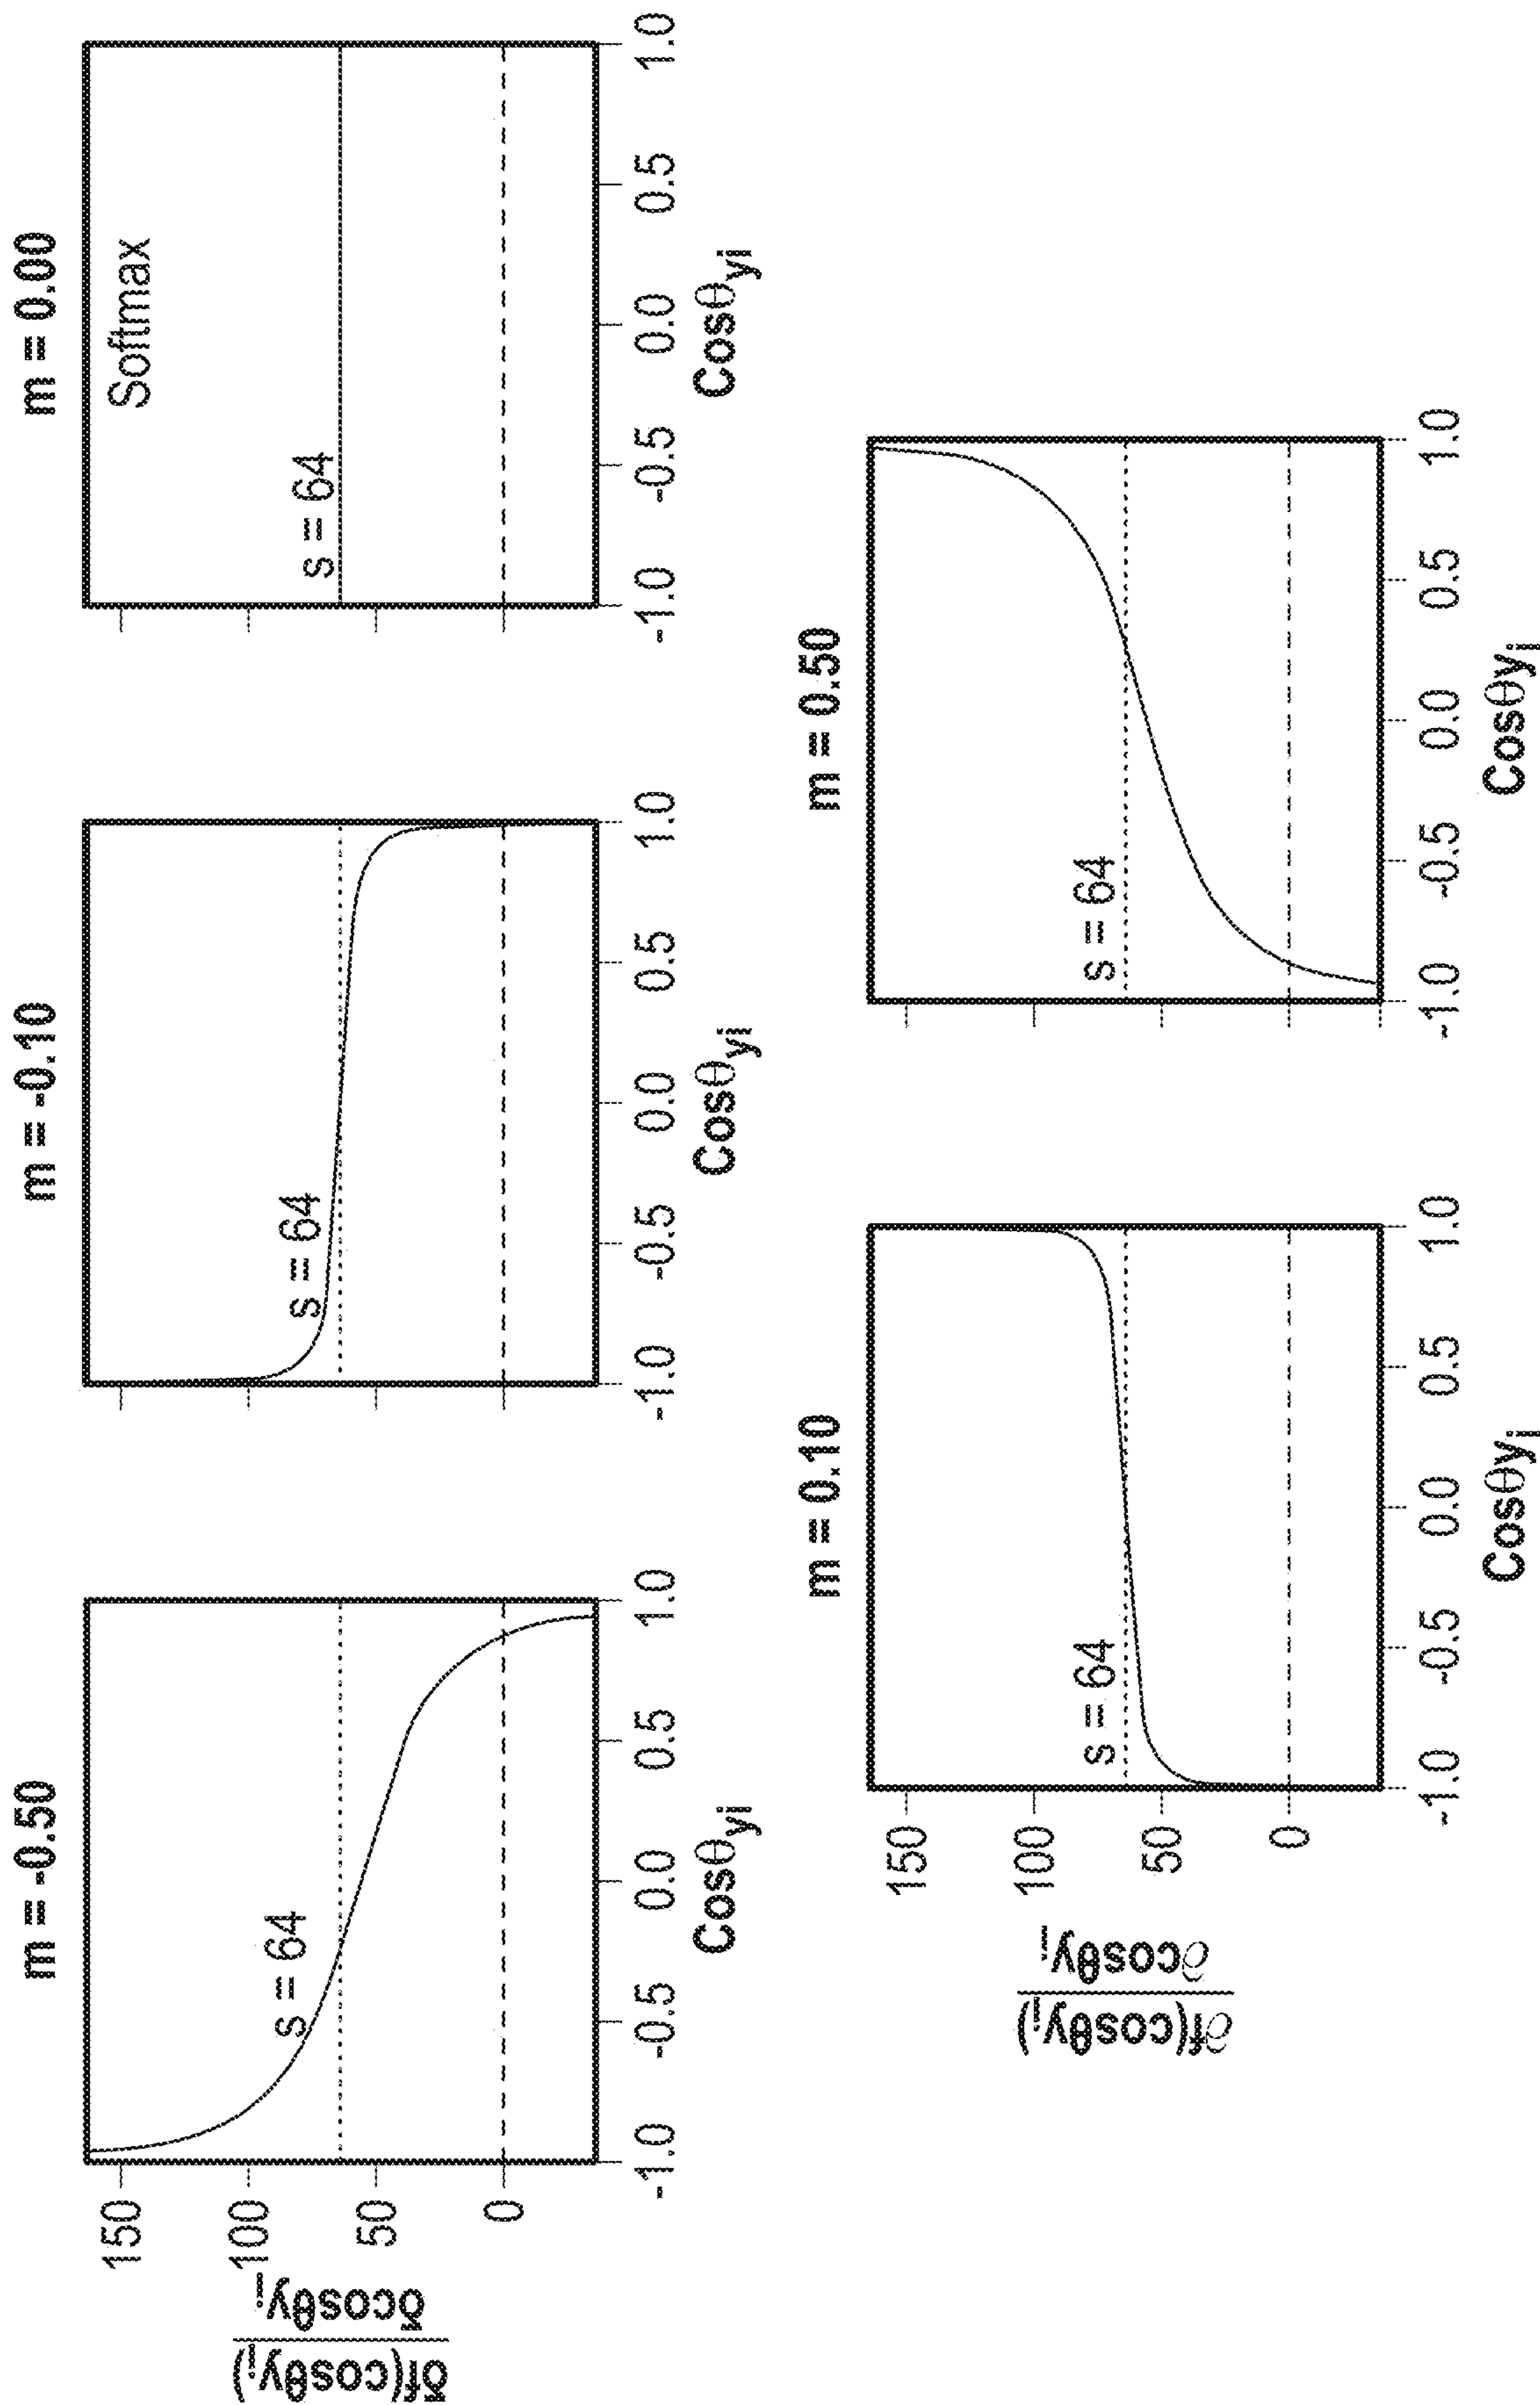 m = -0.50
δf(cosθyᵢ)
δcosθyᵢ
150
100
50
0
s = 64
-1.0 -0.5 0.0 0.5 1.0
Cosθyi
m = -0.10
s = 64
-1.0 -0.5 0.0 0.5 1.0
Cosθyi
m = 0.00
Softmax
s = 64
-1.0 -0.5 0.0 0.5 1.0
Cosθyi
m = 0.10
∂f(cosθyᵢ)
∂cosθyᵢ
150
100
50
0
s = 64
-1.0 -0.5 0.0 0.5 1.0
Cosθyᵢ
m = 0.50
s = 64
-1.0 -0.5 0.0 0.5 1.0
Cosθyᵢ